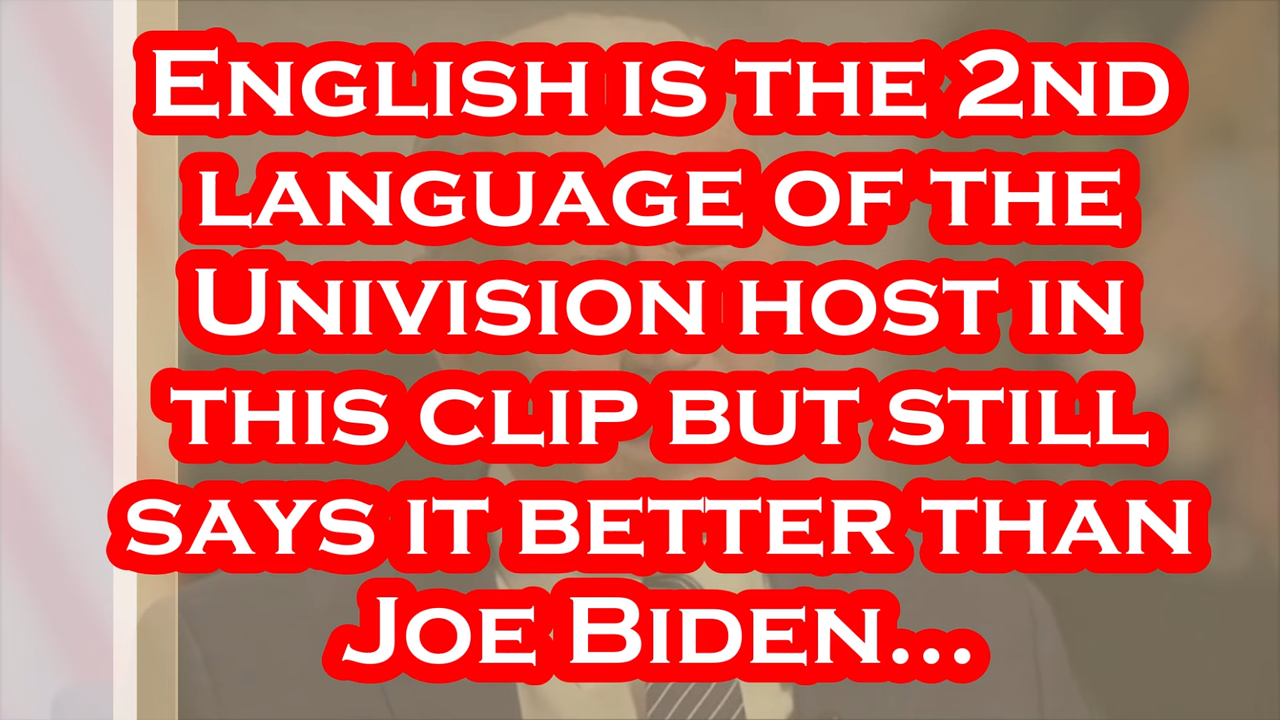 English is the 2nd
language of the
Univision host in
this clip but still
says it better than
Joe Biden...